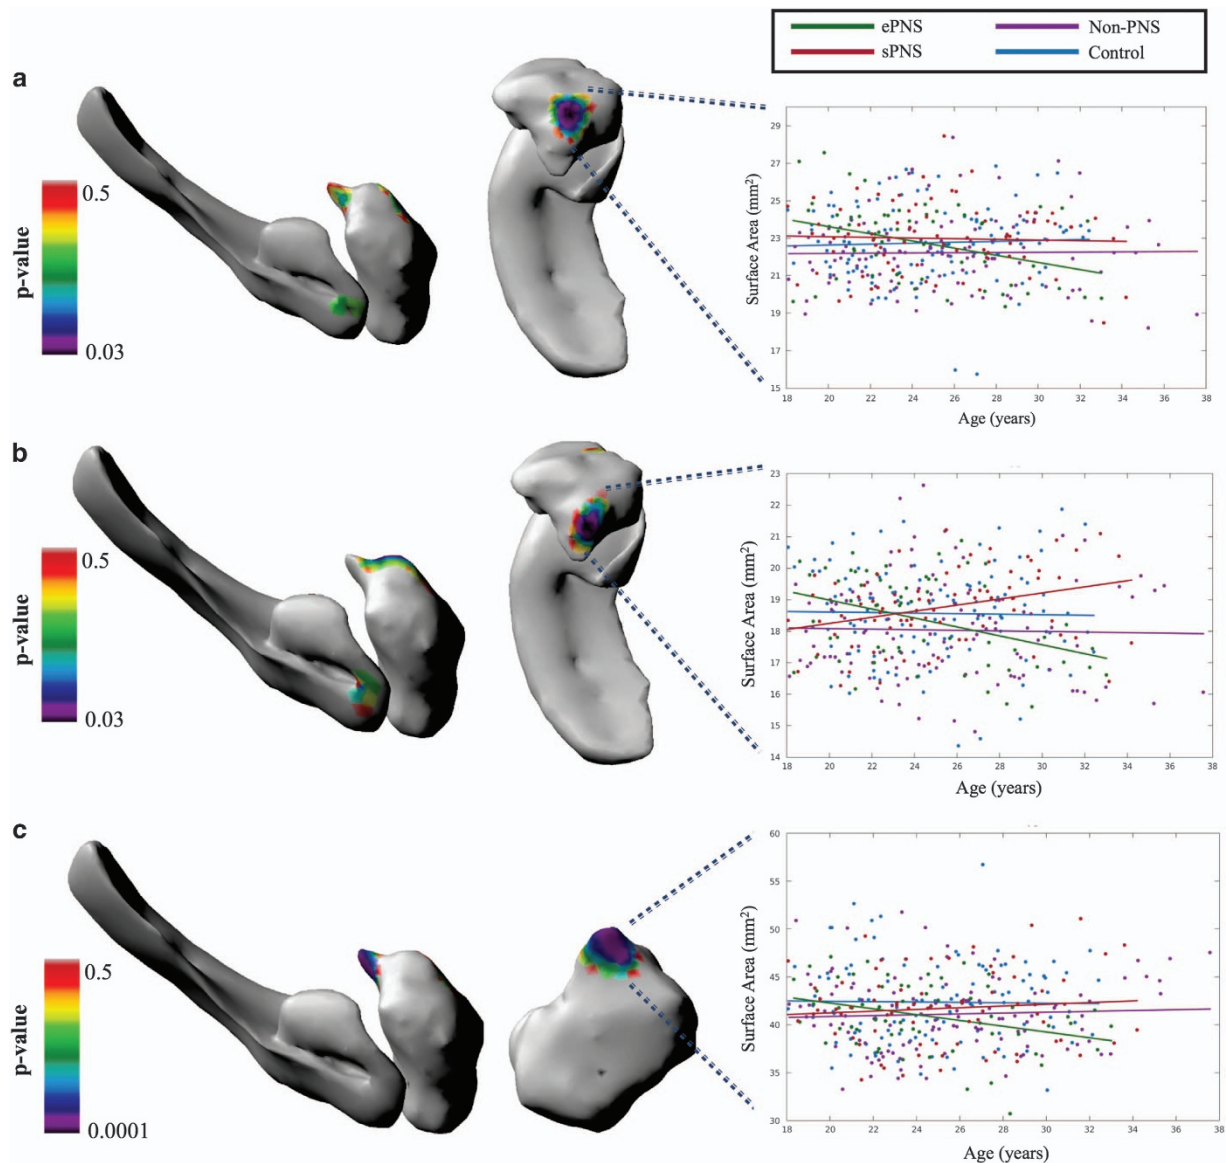 ePNS Non-PNS
sPNS Control
a
0.5
p-value
0.03
Surface Area (mm²)
29
27
25
23
21
19
17
15
18 20 22 24 26 28 30 32 34 36 38
Age (years)
b
0.5
p-value
0.03
Surface Area (mm²)
23
22
21
20
19
18
17
16
15
14
18 20 22 24 26 28 30 32 34 36 38
Age (years)
c
0.5
p-value
0.0001
Surface Area (mm²)
60
55
50
45
40
35
30
18 20 22 24 26 28 30 32 34 36 38
Age (years)